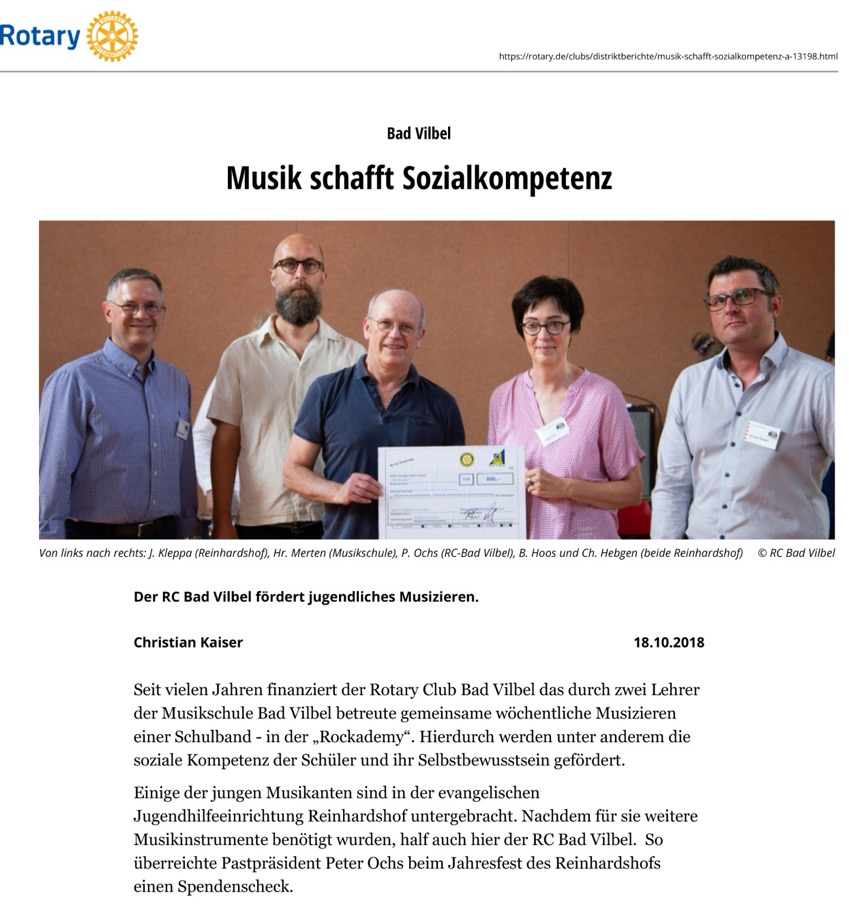 Rotary
https://rotary.de/clubs/distriktberichte/musik-schafft-sozialkompetenz-a-13198.html
Bad Vilbel
Musik schafft Sozialkompetenz
Von links nach rechts: J. Kleppa (Reinhardshof), Hr. Merten (Musikschule), P. Ochs (RC-Bad Vilbel), B. Hoos und Ch. Hebgen (beide Reinhardshof) © RC Bad Vilbel
Der RC Bad Vilbel fördert jugendliches Musizieren.
Christian Kaiser 18.10.2018
Seit vielen Jahren finanziert der Rotary Club Bad Vilbel das durch zwei Lehrer
der Musikschule Bad Vilbel betreute gemeinsame wöchentliche Musizieren
einer Schulband - in der „Rockademy“. Hierdurch werden unter anderem die
soziale Kompetenz der Schüler und ihr Selbstbewusstsein gefördert.
Einige der jungen Musikanten sind in der evangelischen
Jugendhilfeeinrichtung Reinhardshof untergebracht. Nachdem für sie weitere
Musikinstrumente benötigt wurden, half auch hier der RC Bad Vilbel. So
überreichte Pastpräsident Peter Ochs beim Jahresfest des Reinhardshofs
einen Spendenscheck.